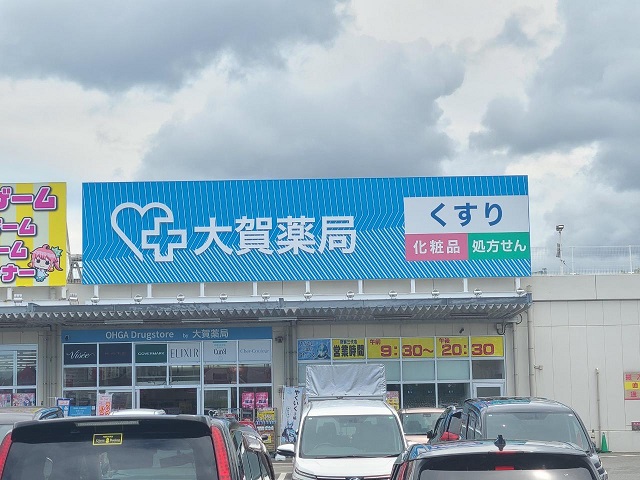 ゲーム
ゲーム
ーム
ナー
大賀薬局
くすり
化粧品
処方せん
OHGA Drugstore by 大賀薬局
Visée
ELIXIR
営業時間
午前 9:30～ 午後 20:30